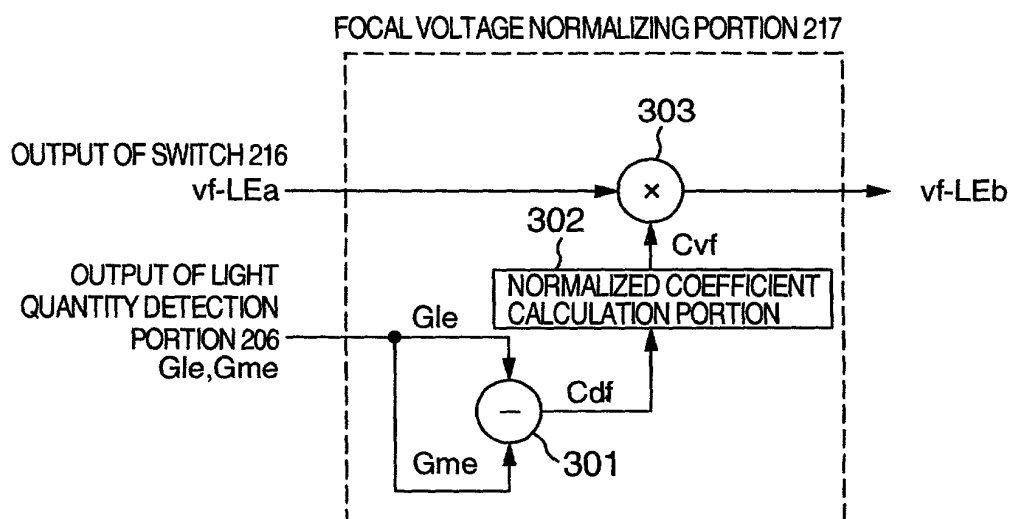 FOCAL VOLTAGE NORMALIZING PORTION 217
303
OUTPUT OF SWITCH 216
vf-LEa
×
vf-LEb
302
Cvf
OUTPUT OF LIGHT
QUANTITY DETECTION
PORTION 206
Gle,Gme
NORMALIZED COEFFICIENT
CALCULATION PORTION
Gle
Cdf
−
Gme
301